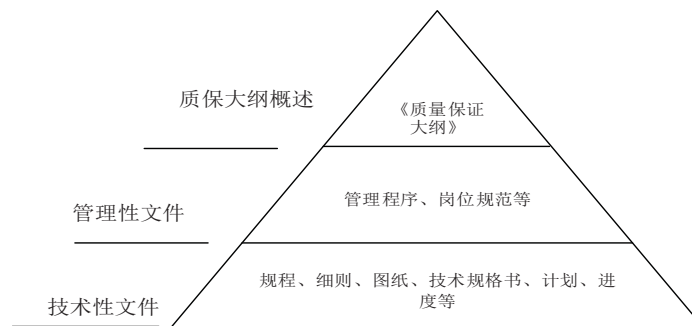 质保大纲概述
《质量保证
大纲》
管理性文件
管理程序、岗位规范等
技术性文件
规程、细则、图纸、技术规格书、计划、进
度等